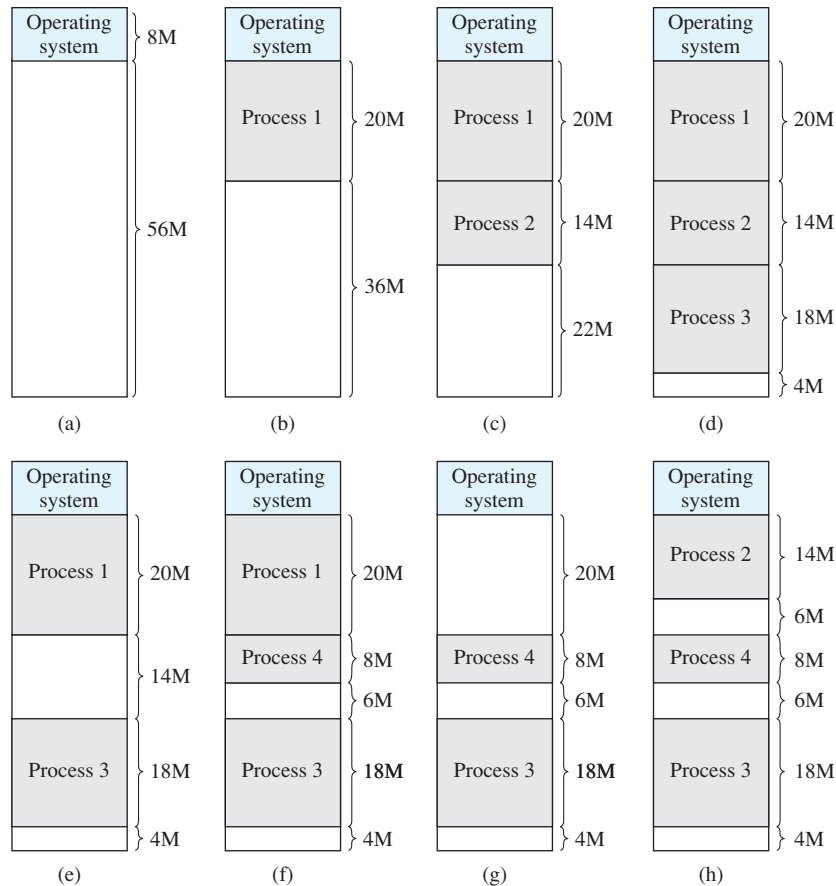 Operating
system
8M
56M
(a)
Operating
system
Process 1
20M
36M
(b)
Operating
system
Process 1
20M
Process 2
14M
22M
(c)
Operating
system
Process 1
20M
Process 2
14M
Process 3
18M
4M
(d)
Operating
system
Process 1
20M
14M
Process 3
18M
4M
(e)
Operating
system
Process 1
20M
Process 4
8M
6M
Process 3
18M
4M
(f)
Operating
system
20M
Process 4
8M
6M
Process 3
18M
4M
(g)
Operating
system
Process 2
14M
6M
Process 4
8M
6M
Process 3
18M
4M
(h)